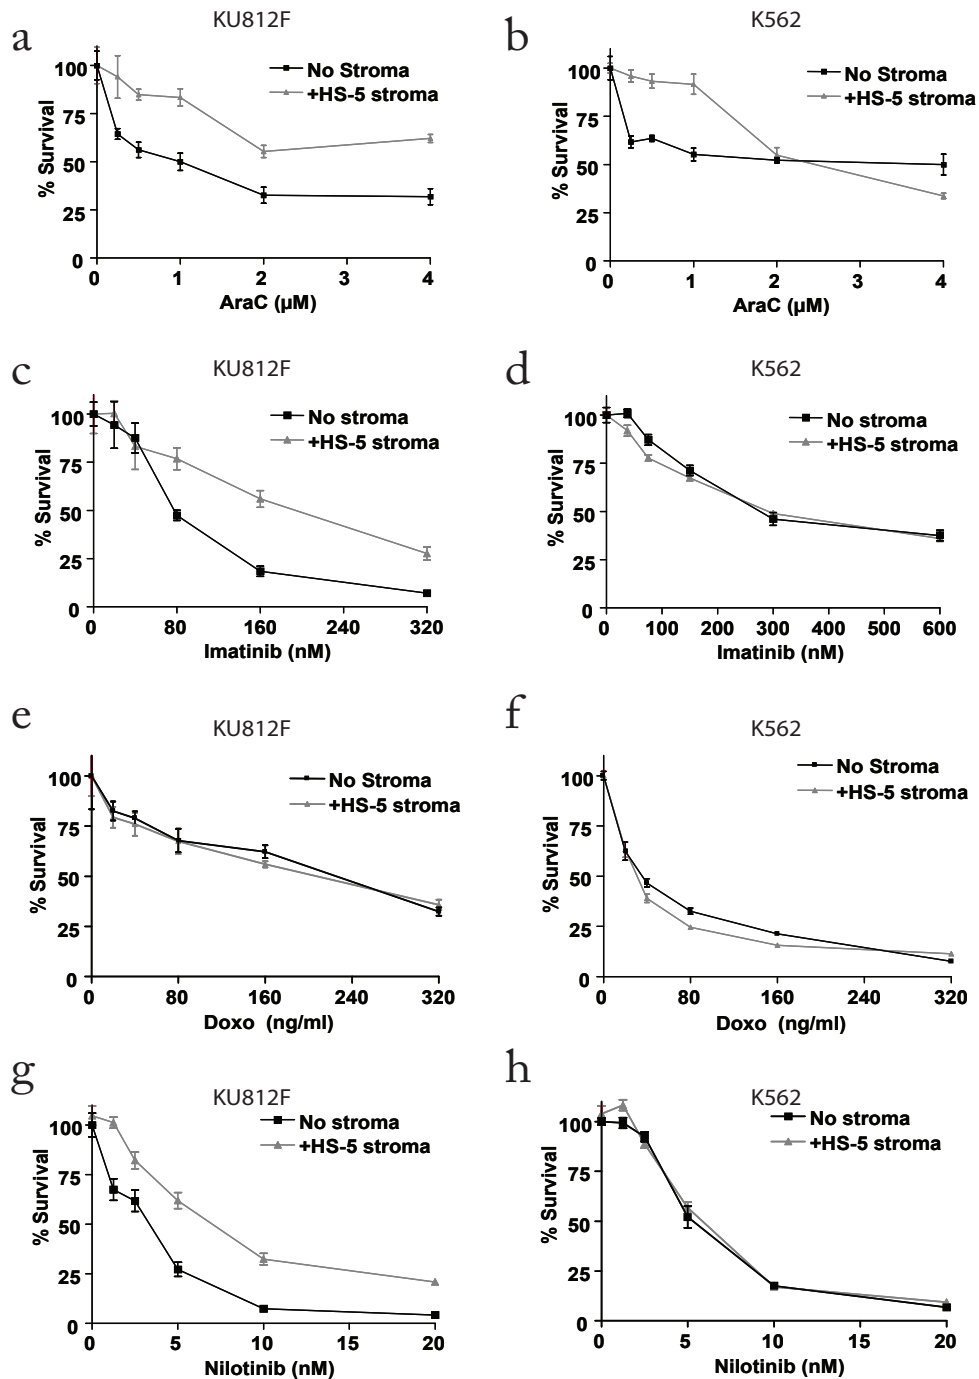 a
KU812F
No Stroma
+HS-5 stroma
% Survival
100
75
50
25
0
0 1 2 3 4
AraC (µM)
b
K562
No Stroma
+HS-5 stroma
% Survival
100
75
50
25
0
0 1 2 3 4
AraC (µM)
c
KU812F
No stroma
+HS-5 stroma
% Survival
100
75
50
25
0
0 80 160 240 320
Imatinib (nM)
d
K562
No stroma
+HS-5 stroma
% Survival
100
75
50
25
0
0 100 200 300 400 500 600
Imatinib (nM)
e
KU812F
No Stroma
+HS-5 stroma
% Survival
100
75
50
25
0
0 80 160 240 320
Doxo (ng/ml)
f
K562
No Stroma
+HS-5 stroma
% Survival
100
75
50
25
0
0 80 160 240 320
Doxo (ng/ml)
g
KU812F
No stroma
+HS-5 stroma
% Survival
100
75
50
25
0
0 5 10 15 20
Nilotinib (nM)
h
K562
No stroma
+HS-5 stroma
% Survival
100
75
50
25
0
0 5 10 15 20
Nilotinib (nM)